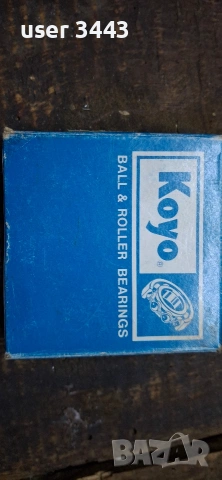 user 3443
Koyo®
BALL & ROLLER BEARINGS
BAZAR